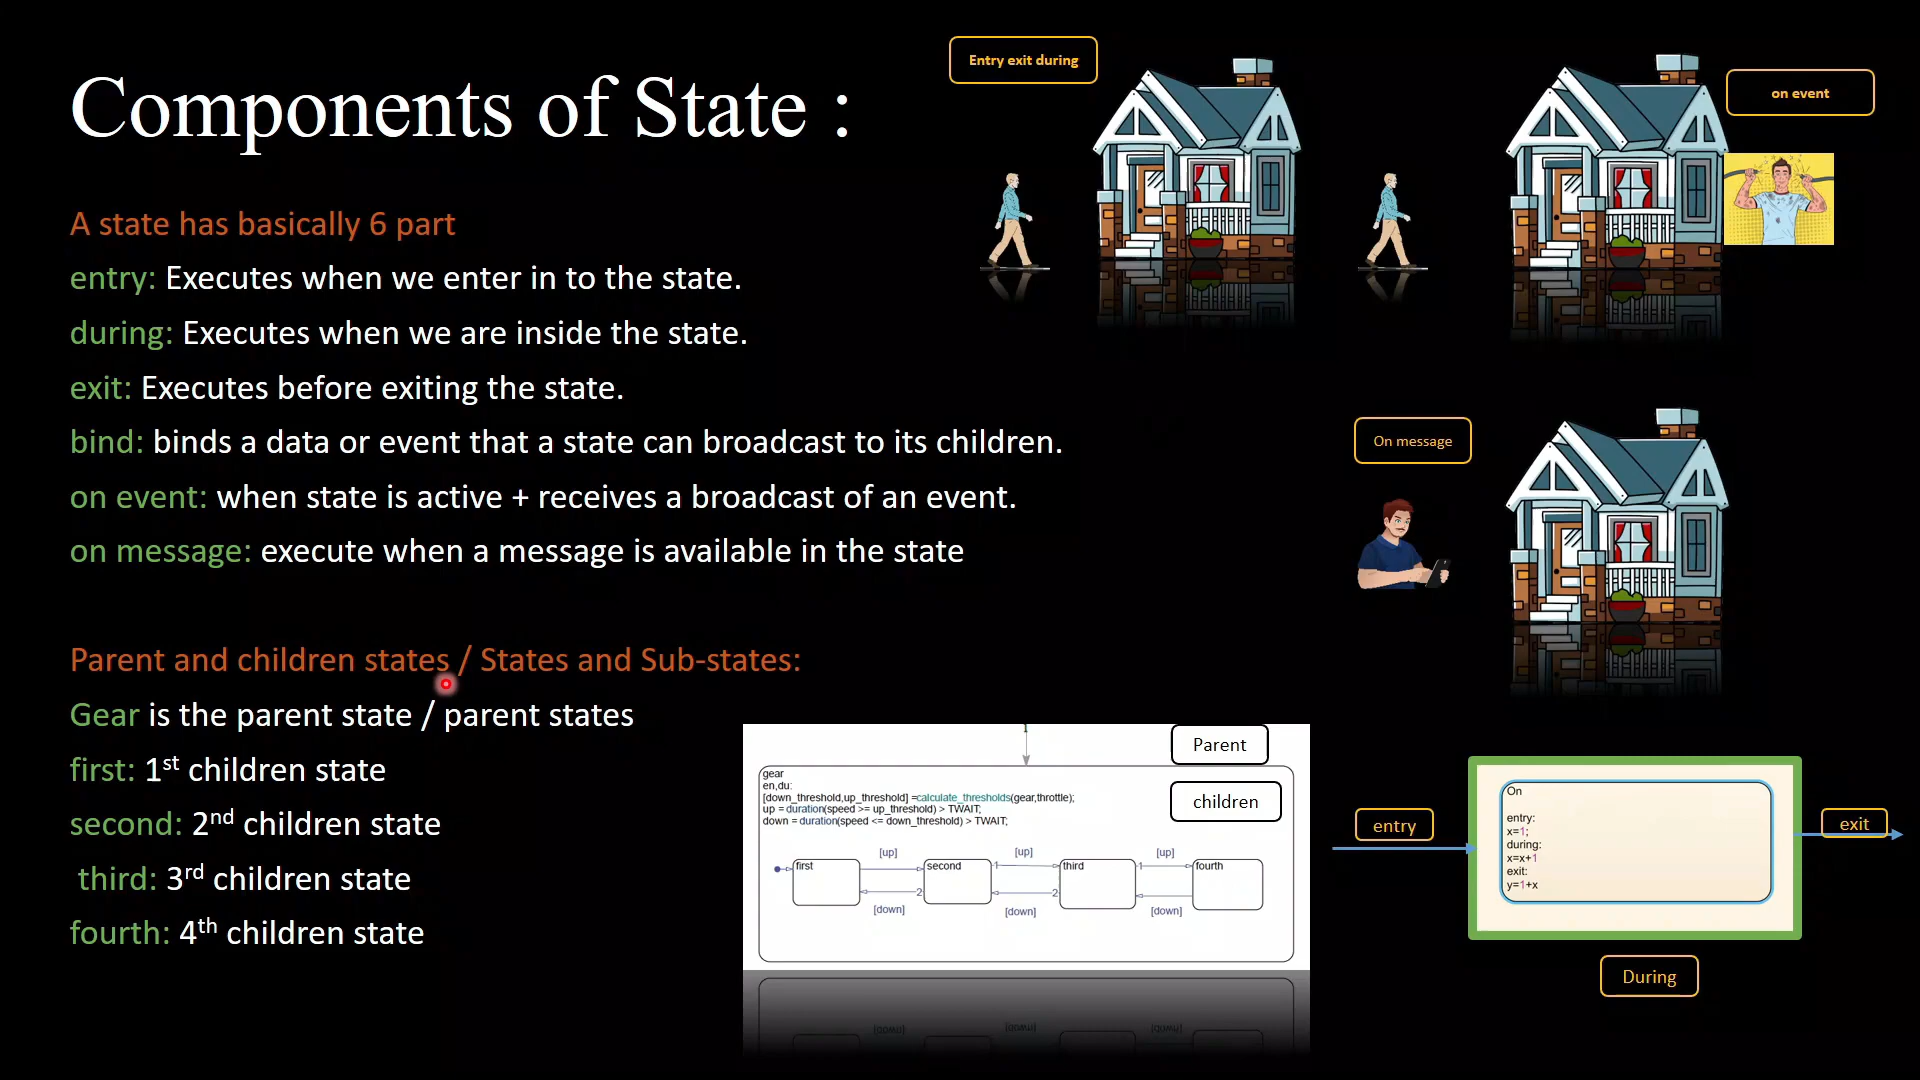 Components of State :
A state has basically 6 part
entry: Executes when we enter in to the state.
during: Executes when we are inside the state.
exit: Executes before exiting the state.
bind: binds a data or event that a state can broadcast to its children.
on event: when state is active + receives a broadcast of an event.
on message: execute when a message is available in the state
Parent and children states / States and Sub-states:
Gear is the parent state / parent states
first: 1st children state
second: 2nd children state
third: 3rd children state
fourth: 4th children state
Entry exit during
on event
On message
Parent
children
gear
en,du:
[down_threshold,up_threshold] =calculate_thresholds(gear,throttle);
up = duration(speed >= up_threshold) > TWAIT;
down = duration(speed <= down_threshold) > TWAIT;
[up]
[up]
[up]
first
second
1
third
1
fourth
2
2
[down]
[down]
[down]
entry
exit
On
entry:
x=1;
during:
x=x+1
exit:
y=1+x
During